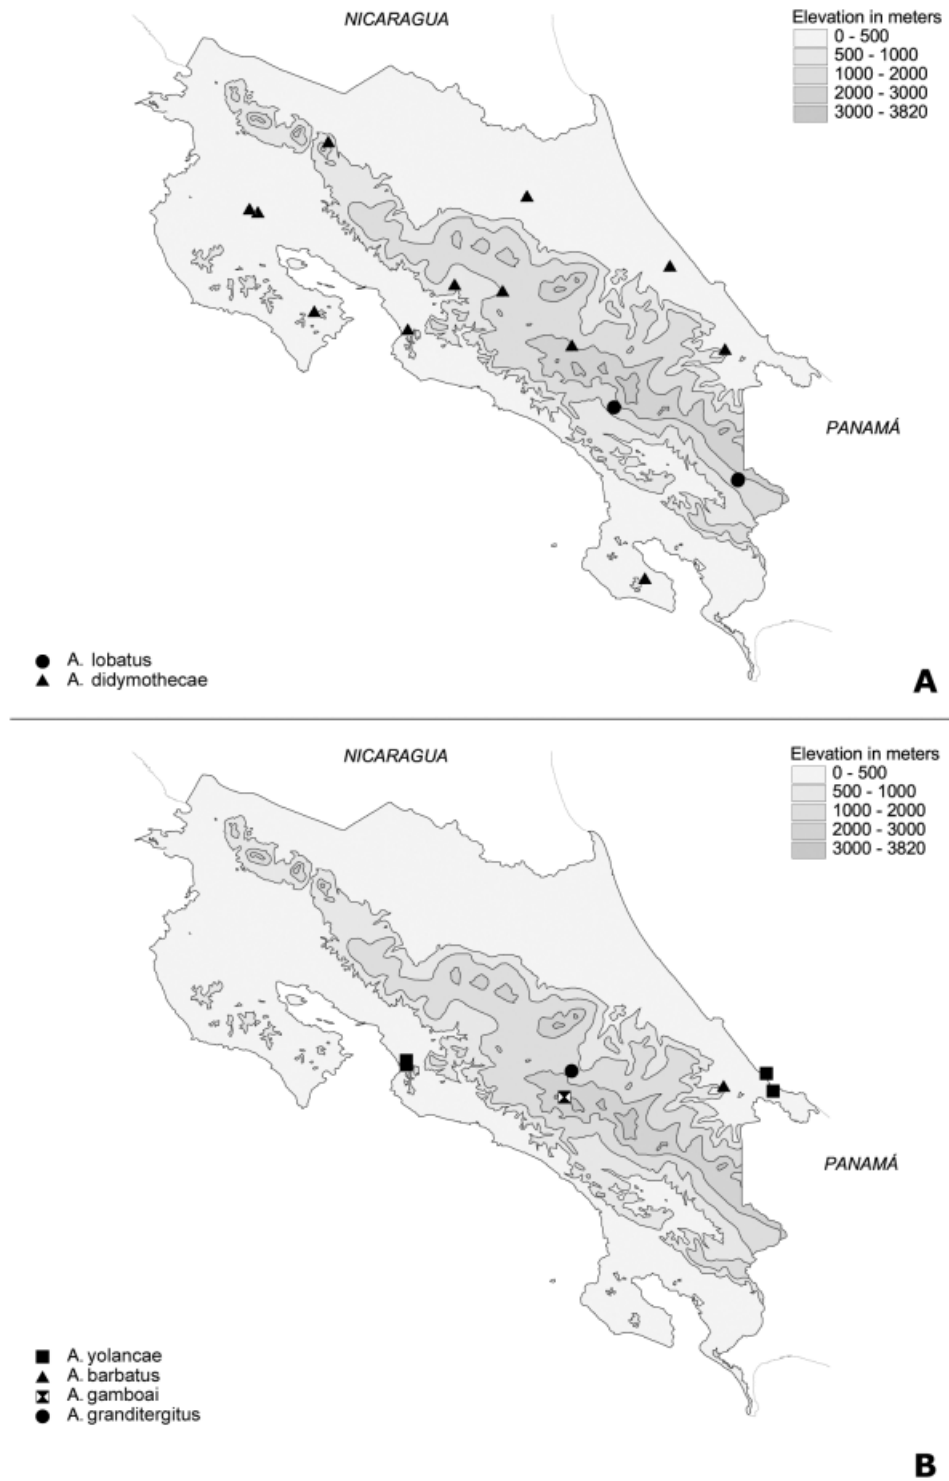 NICARAGUA
Elevation in meters
0 - 500
500 - 1000
1000 - 2000
2000 - 3000
3000 - 3820
PANAMÁ
A. lobatus
A. didymothecae
A
NICARAGUA
Elevation in meters
0 - 500
500 - 1000
1000 - 2000
2000 - 3000
3000 - 3820
PANAMÁ
A. yolancae
A. barbatus
A. gamboai
A. granditergitus
B